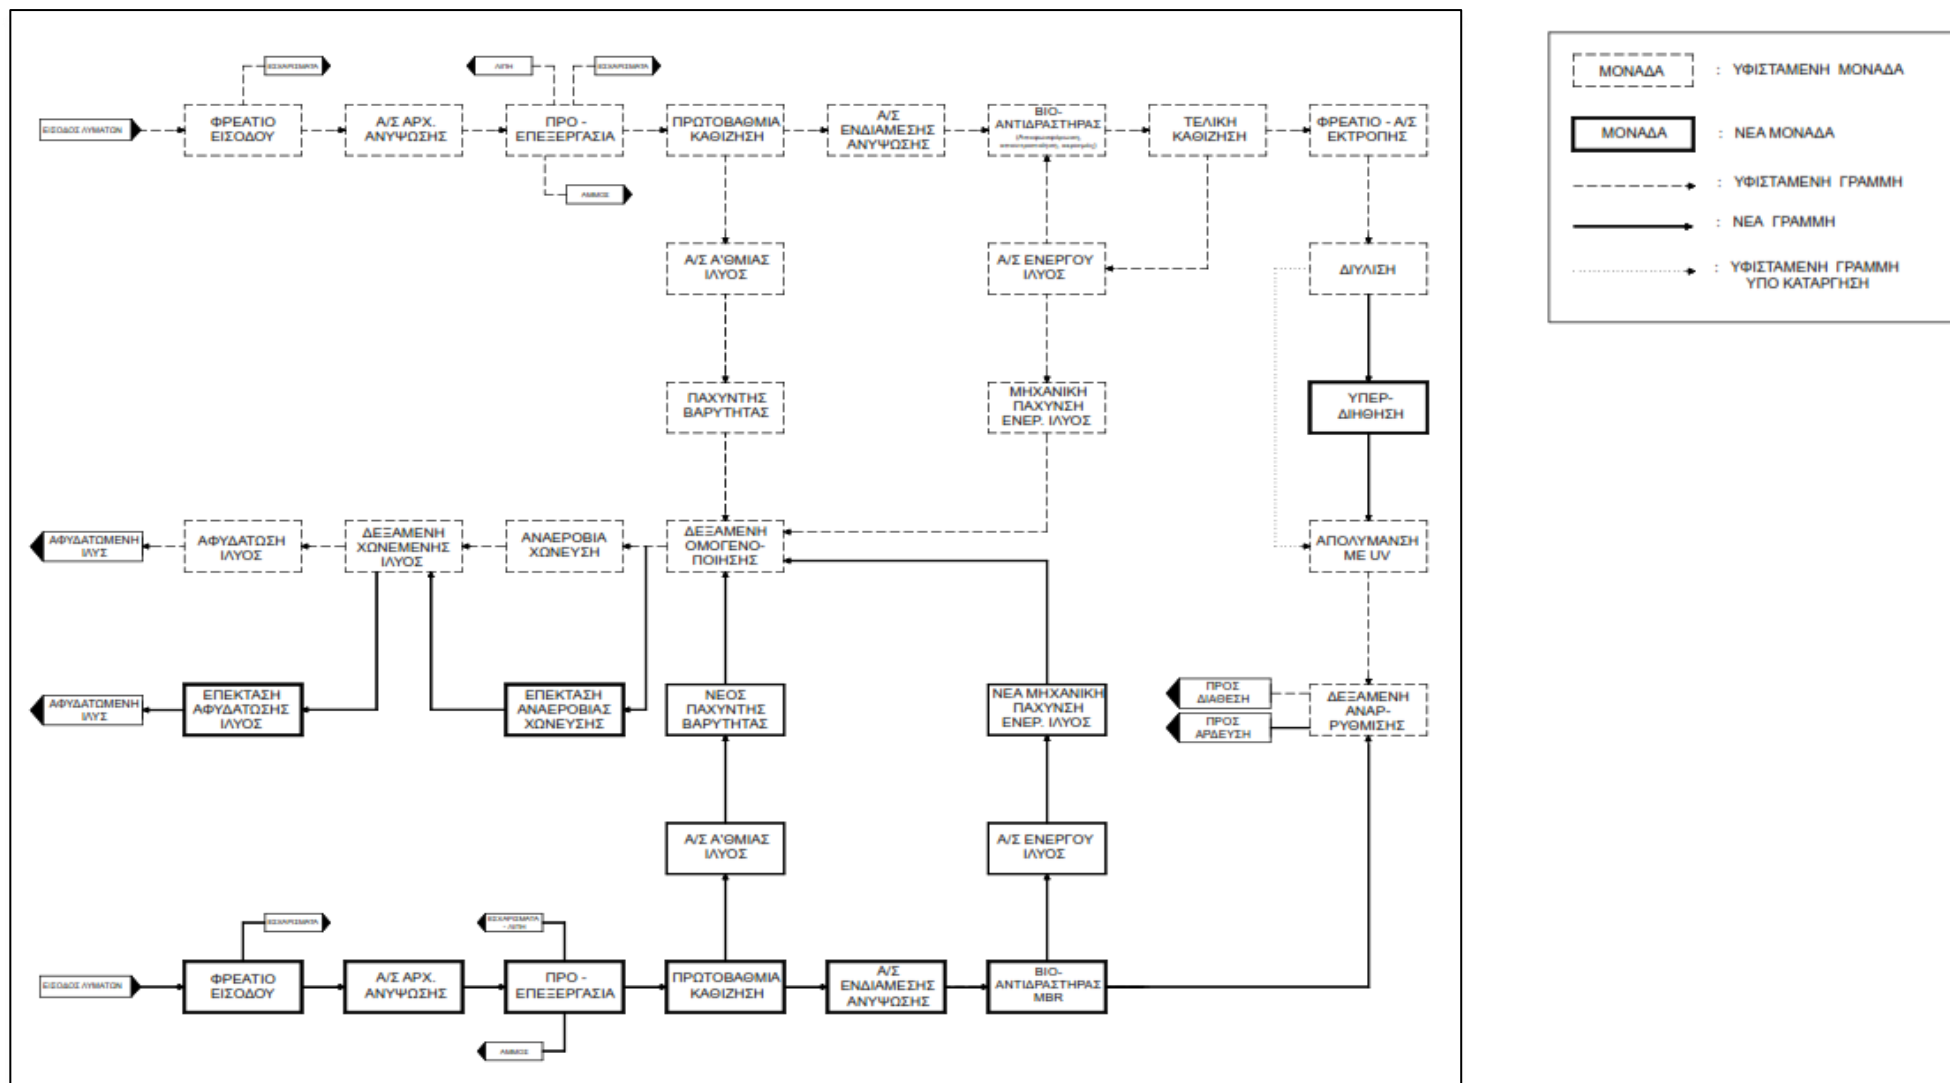 ΕΣΧΑΡΙΣΜΑΤΑ
ΛΙΠΗ
ΕΣΧΑΡΙΣΜΑΤΑ
ΕΙΣΟΔΟΣ ΛΥΜΑΤΩΝ
ΦΡΕΑΤΙΟ
ΕΙΣΟΔΟΥ
Α/Σ ΑΡΧ.
ΑΝΥΨΩΣΗΣ
ΠΡΟ -
ΕΠΕΞΕΡΓΑΣΙΑ
ΠΡΩΤΟΒΑΘΜΙΑ
ΚΑΘΙΖΗΣΗ
Α/Σ
ΕΝΔΙΑΜΕΣΗΣ
ΑΝΥΨΩΣΗΣ
ΒΙΟ-
ΑΝΤΙΔΡΑΣΤΗΡΑΣ
ΤΕΛΙΚΗ
ΚΑΘΙΖΗΣΗ
ΦΡΕΑΤΙΟ - Α/Σ
ΕΚΤΡΟΠΗΣ
ΑΜΜΟΣ
Α/Σ Α'ΘΜΙΑΣ
ΙΛΥΟΣ
Α/Σ ΕΝΕΡΓΟΥ
ΙΛΥΟΣ
ΔΙΥΛΙΣΗ
ΠΑΧΥΝΤΗΣ
ΒΑΡΥΤΗΤΑΣ
ΜΗΧΑΝΙΚΗ
ΠΑΧΥΝΣΗ
ΕΝΕΡ. ΙΛΥΟΣ
ΥΠΕΡ-
ΔΙΗΘΗΣΗ
ΑΦΥΔΑΤΩΜΕΝΗ
ΙΛΥΣ
ΑΦΥΔΑΤΩΣΗ
ΙΛΥΟΣ
ΔΕΞΑΜΕΝΗ
ΧΩΝΕΜΕΝΗΣ
ΙΛΥΟΣ
ΑΝΑΕΡΟΒΙΑ
ΧΩΝΕΥΣΗ
ΔΕΞΑΜΕΝΗ
ΟΜΟΓΕΝΟ-
ΠΟΙΗΣΗΣ
ΑΠΟΛΥΜΑΝΣΗ
ΜΕ UV
ΑΦΥΔΑΤΩΜΕΝΗ
ΙΛΥΣ
ΕΠΕΚΤΑΣΗ
ΑΦΥΔΑΤΩΣΗΣ
ΙΛΥΟΣ
ΕΠΕΚΤΑΣΗ
ΑΝΑΕΡΟΒΙΑΣ
ΧΩΝΕΥΣΗΣ
ΝΕΟΣ
ΠΑΧΥΝΤΗΣ
ΒΑΡΥΤΗΤΑΣ
ΝΕΑ ΜΗΧΑΝΙΚΗ
ΠΑΧΥΝΣΗ
ΕΝΕΡ. ΙΛΥΟΣ
ΠΡΟΣ
ΔΙΑΘΕΣΗ
ΠΡΟΣ
ΑΡΔΕΥΣΗ
ΔΕΞΑΜΕΝΗ
ΑΝΑΡ-
ΡΥΘΜΙΣΗΣ
Α/Σ Α'ΘΜΙΑΣ
ΙΛΥΟΣ
Α/Σ ΕΝΕΡΓΟΥ
ΙΛΥΟΣ
ΕΣΧΑΡΙΣΜΑΤΑ
ΕΣΧΑΡΙΣΜΑΤΑ
- ΛΙΠΗ
ΕΙΣΟΔΟΣ ΛΥΜΑΤΩΝ
ΦΡΕΑΤΙΟ
ΕΙΣΟΔΟΥ
Α/Σ ΑΡΧ.
ΑΝΥΨΩΣΗΣ
ΠΡΟ -
ΕΠΕΞΕΡΓΑΣΙΑ
ΠΡΩΤΟΒΑΘΜΙΑ
ΚΑΘΙΖΗΣΗ
Α/Σ
ΕΝΔΙΑΜΕΣΗΣ
ΑΝΥΨΩΣΗΣ
ΒΙΟ-
ΑΝΤΙΔΡΑΣΤΗΡΑΣ
MBR
ΑΜΜΟΣ
ΜΟΝΑΔΑ : ΥΦΙΣΤΑΜΕΝΗ ΜΟΝΑΔΑ
ΜΟΝΑΔΑ : ΝΕΑ ΜΟΝΑΔΑ
: ΥΦΙΣΤΑΜΕΝΗ ΓΡΑΜΜΗ
: ΝΕΑ ΓΡΑΜΜΗ
: ΥΦΙΣΤΑΜΕΝΗ ΓΡΑΜΜΗ
ΥΠΟ ΚΑΤΑΡΓΗΣΗ